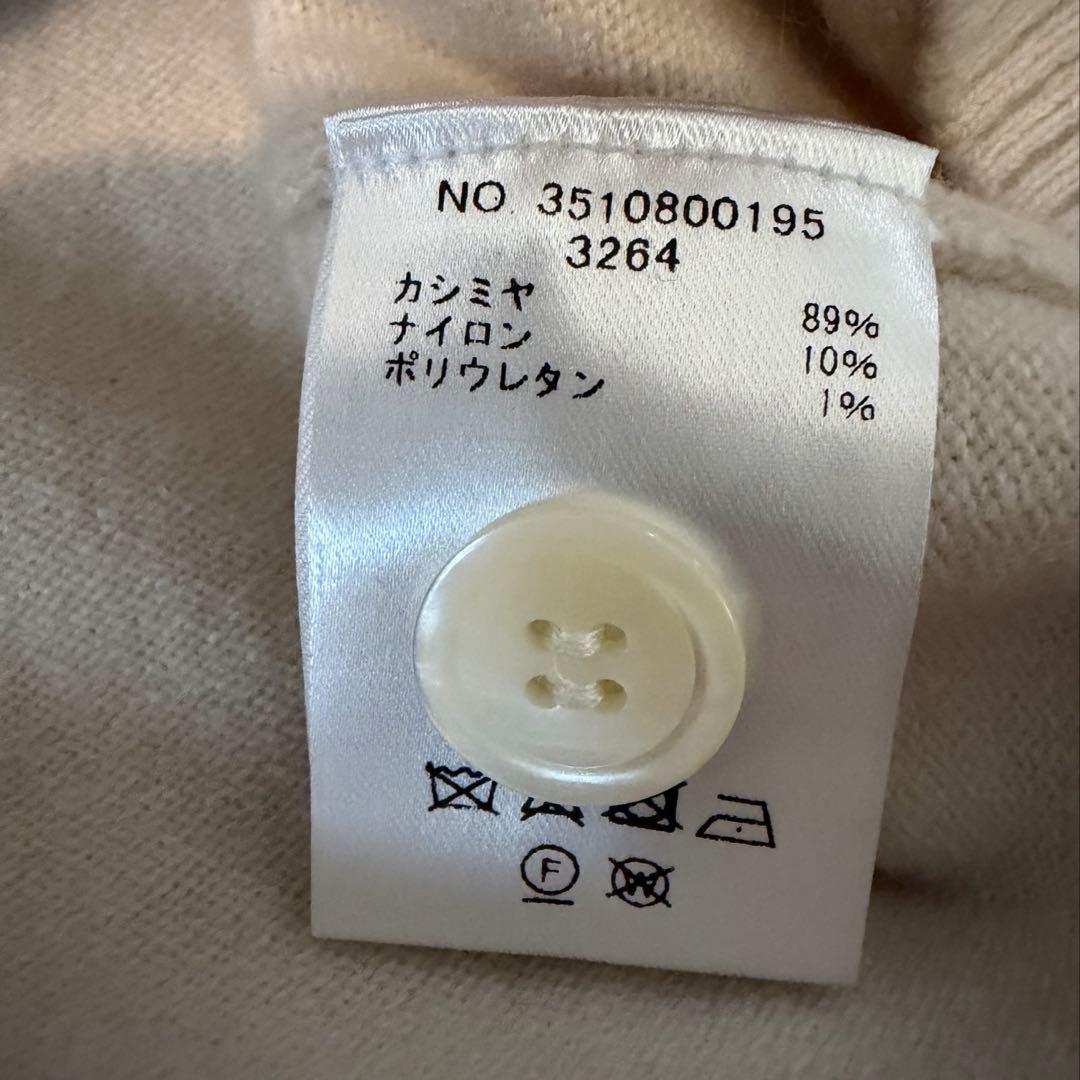 NO. 3510800195
3264
カシミヤ 89%
ナイロン 10%
ポリウレタン 1%
F
W